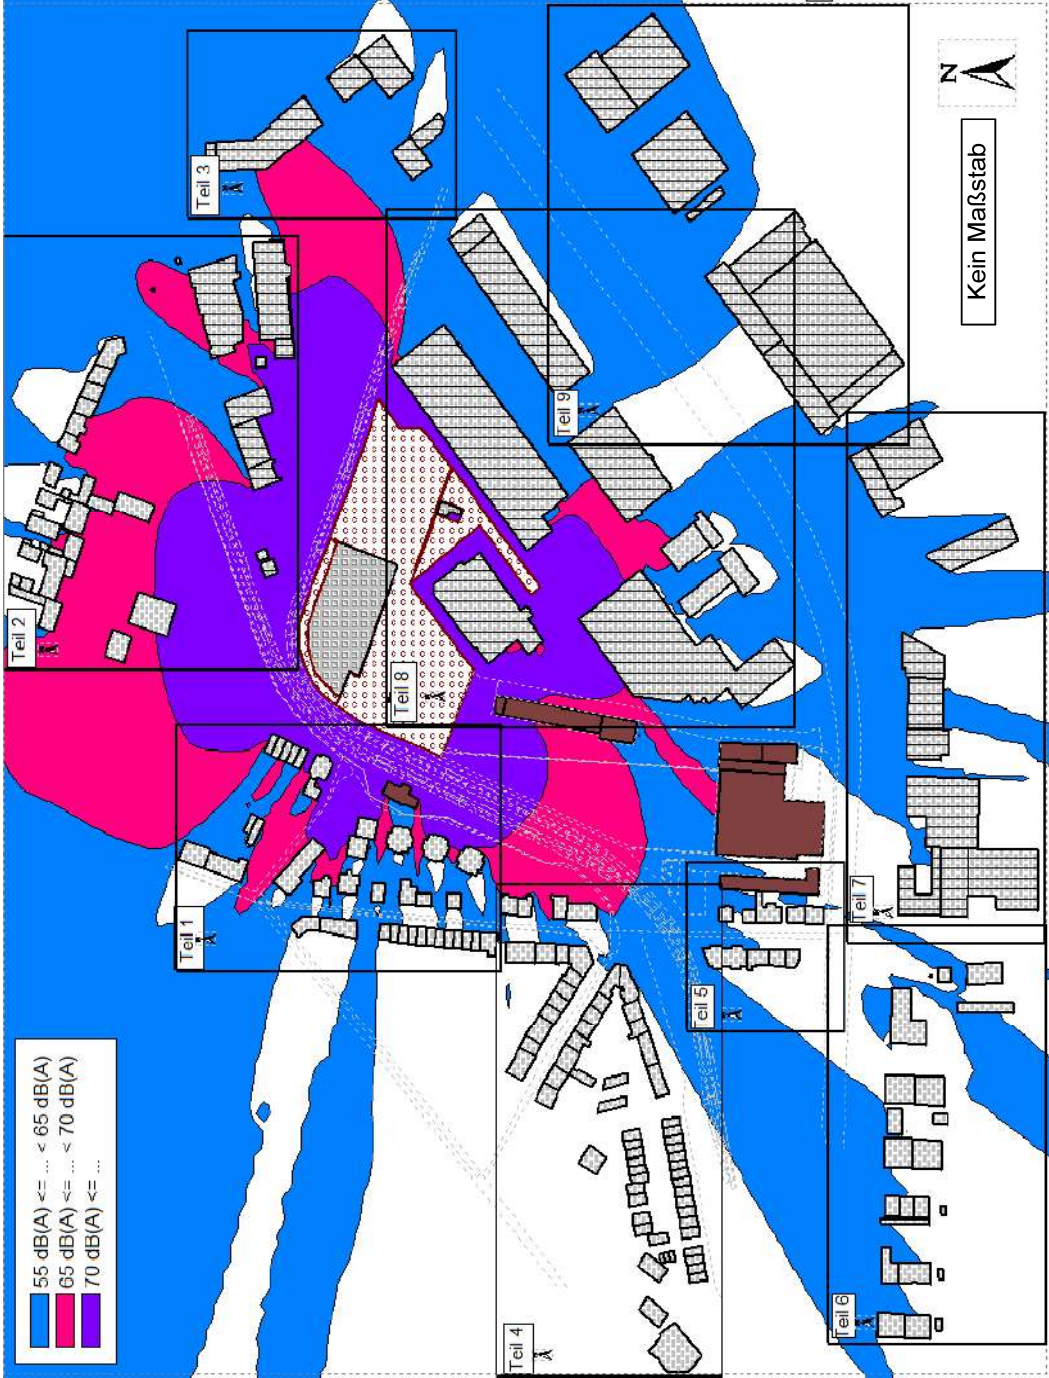 55 dB(A) <= ... < 65 dB(A)
65 dB(A) <= ... < 70 dB(A)
70 dB(A) <= ...
Teil 1
Teil 2
Teil 3
Teil 4
Teil 5
Teil 6
Teil 7
Teil 8
Teil 9
N
Kein Maßstab